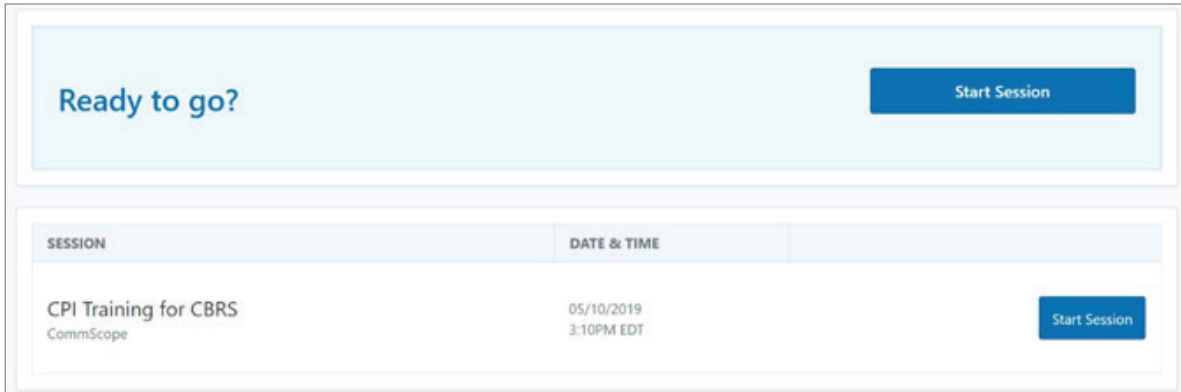 Ready to go?
Start Session
SESSION
DATE & TIME
CPI Training for CBRS
CommScope
05/10/2019
3:10PM EDT
Start Session